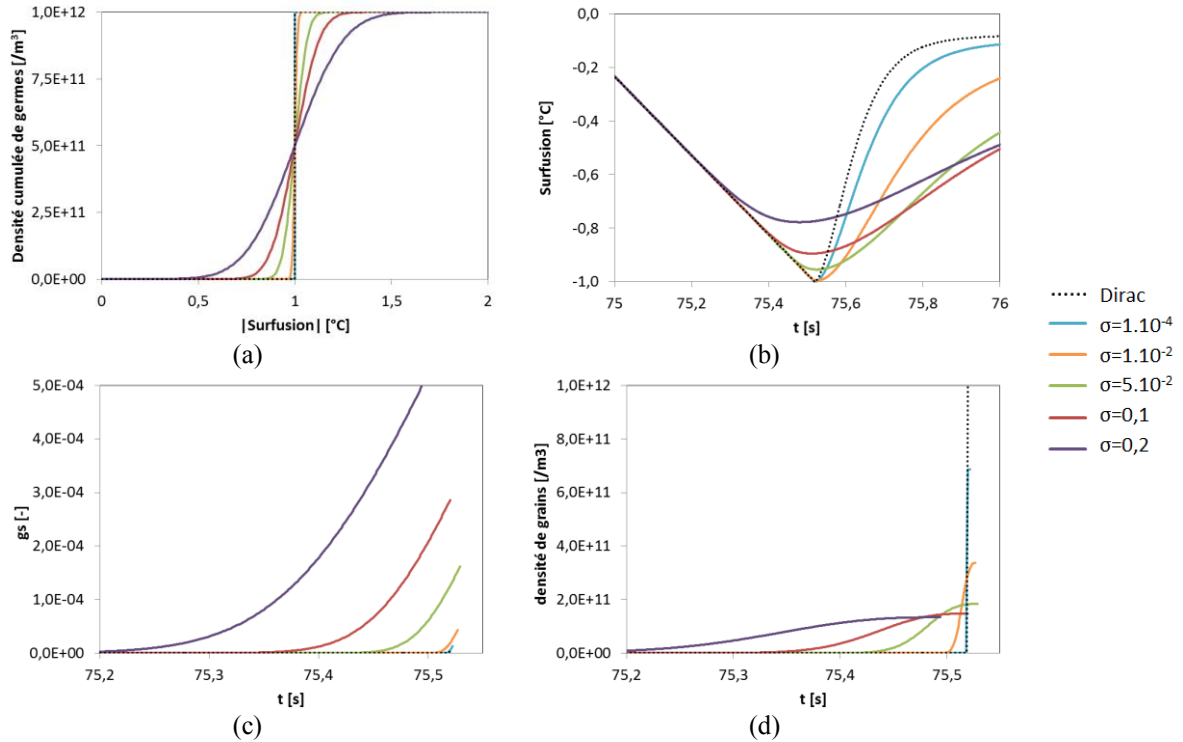 1,0E+12
7,5E+11
5,0E+11
2,5E+11
0,0E+00
Densité cumulée de germes [/m³]
0
0,5
1
1,5
2
|Surfusion| [°C]
(a)
0,0
-0,2
-0,4
-0,6
-0,8
-1,0
Surfusion [°C]
75
75,2
75,4
75,6
75,8
76
t [s]
(b)
Dirac
σ=1.10⁻⁴
σ=1.10⁻²
σ=5.10⁻²
σ=0,1
σ=0,2
5,0E-04
4,0E-04
3,0E-04
2,0E-04
1,0E-04
0,0E+00
gs [-]
75,2
75,3
75,4
75,5
t [s]
(c)
1,0E+12
8,0E+11
6,0E+11
4,0E+11
2,0E+11
0,0E+00
densité de grains [/m3]
75,2
75,3
75,4
75,5
t [s]
(d)